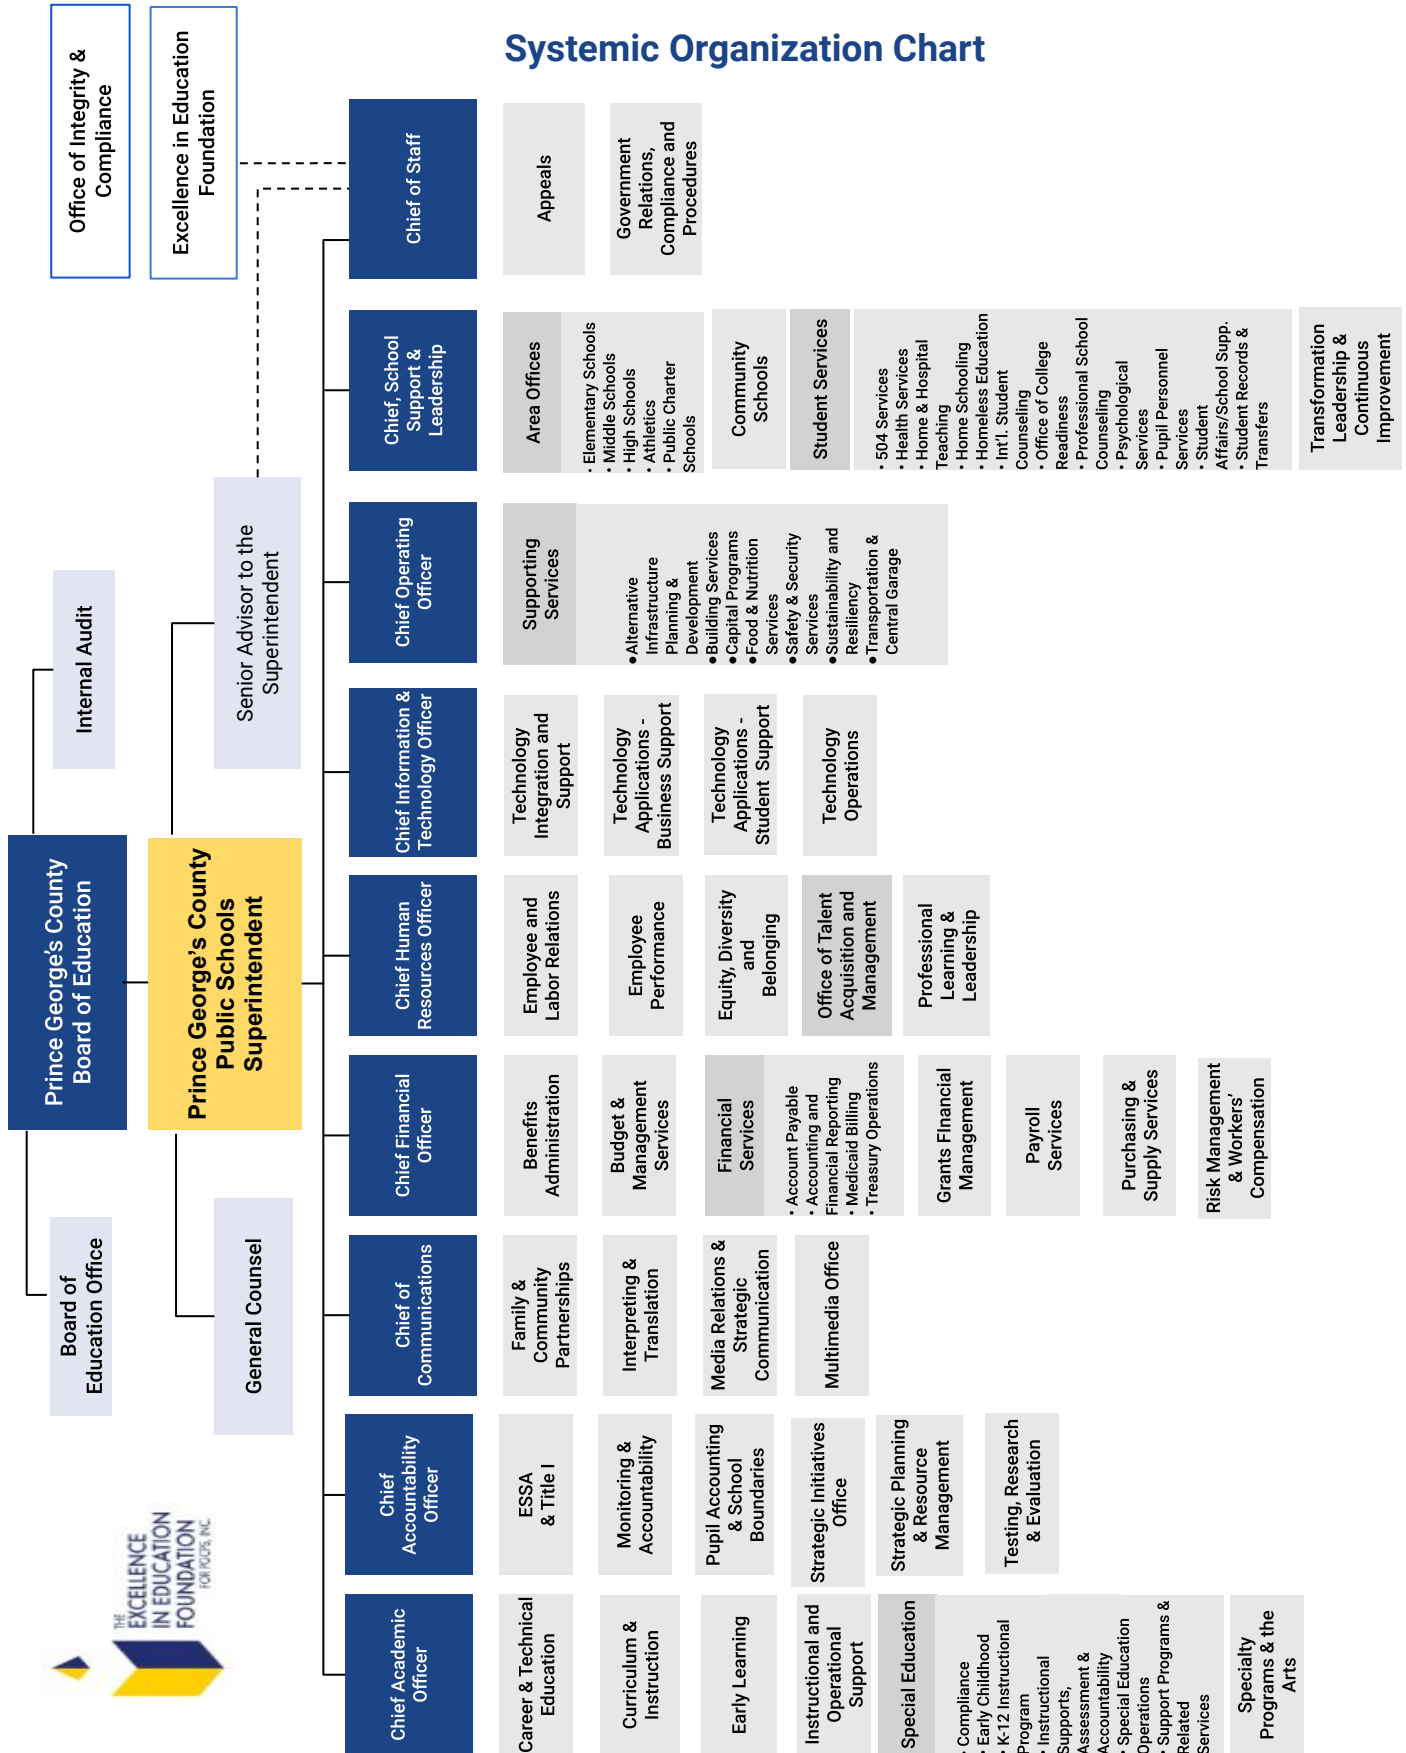 Systemic Organization Chart
THE
EXCELLENCE
IN EDUCATION
FOUNDATION
FOR PGCPS, INC.
Prince George's County
Board of Education
Board of
Education Office
Internal Audit
Office of Integrity &
Compliance
Prince George's County
Public Schools
Superintendent
General Counsel
Senior Advisor to the
Superintendent
Excellence in Education
Foundation
Chief Academic
Officer
Career & Technical
Education
Curriculum &
Instruction
Early Learning
Instructional and
Operational
Support
Special Education
• Compliance
• Early Childhood
• K-12 Instructional
Program
• Instructional
Supports,
Assessment &
Accountability
• Special Education
Operations
• Support Programs &
Related
Services
Specialty
Programs & the
Arts
Chief
Accountability
Officer
ESSA
& Title I
Monitoring &
Accountability
Pupil Accounting
& School
Boundaries
Strategic Initiatives
Office
Strategic Planning
& Resource
Management
Testing, Research
& Evaluation
Chief of
Communications
Family &
Community
Partnerships
Interpreting &
Translation
Media Relations &
Strategic
Communication
Multimedia Office
Chief Financial
Officer
Benefits
Administration
Budget &
Management
Services
Financial
Services
• Account Payable
• Accounting and
Financial Reporting
• Medicaid Billing
• Treasury Operations
Grants FInancial
Management
Payroll
Services
Purchasing &
Supply Services
Risk Management
& Workers'
Compensation
Chief Human
Resources Officer
Employee and
Labor Relations
Employee
Performance
Equity, Diversity
and
Belonging
Office of Talent
Acquisition and
Management
Professional
Learning &
Leadership
Chief Information &
Technology Officer
Technology
Integration and
Support
Technology
Applications -
Business Support
Technology
Applications -
Student Support
Technology
Operations
Chief Operating
Officer
Supporting
Services
●Alternative
Infrastructure
Planning &
Development
●Building Services
●Capital Programs
●Food & Nutrition
Services
●Safety & Security
Services
●Sustainability and
Resiliency
●Transportation &
Central Garage
Chief, School
Support &
Leadership
Area Offices
• Elementary Schools
• Middle Schools
• High Schools
• Athletics
• Public Charter
Schools
Community
Schools
Student Services
• 504 Services
• Health Services
• Home & Hospital
Teaching
• Home Schooling
• Homeless Education
• Int'l. Student
Counseling
• Office of College
Readiness
• Professional School
Counseling
• Psychological
Services
• Pupil Personnel
Services
• Student
Affairs/School Supp.
• Student Records &
Transfers
Transformation
Leadership &
Continuous
Improvement
Chief of Staff
Appeals
Government
Relations,
Compliance and
Procedures